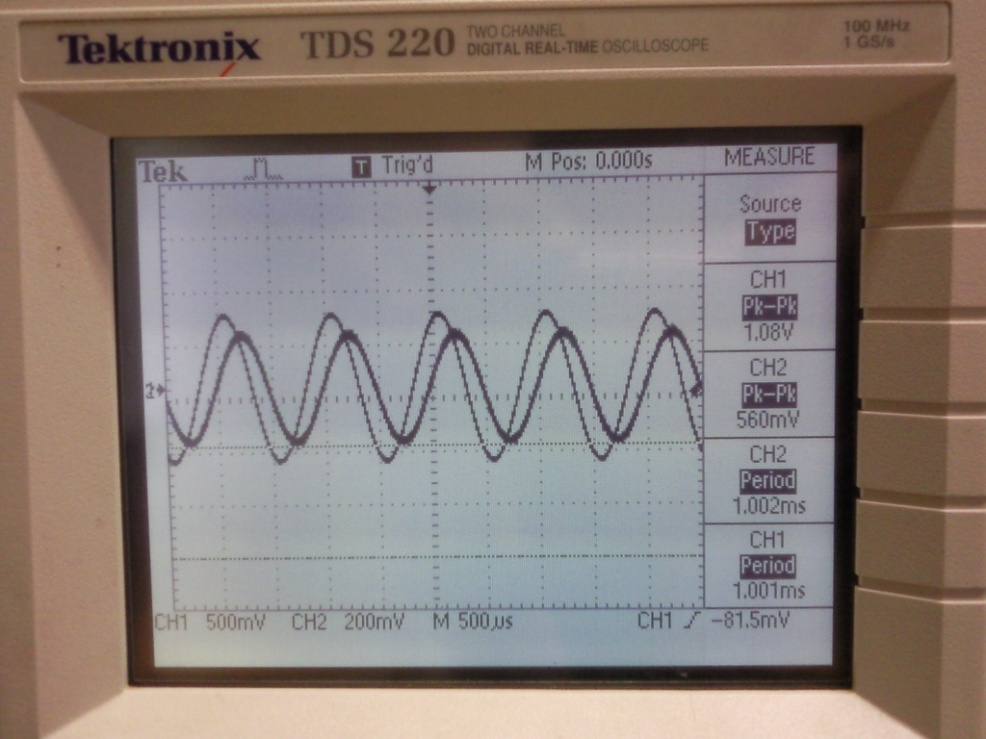 Tektronix TDS 220 TWO CHANNEL DIGITAL REAL-TIME OSCILLOSCOPE 100 MHz 1 GS/s
Tek T Trig'd M Pos: 0.000s MEASURE
Source
Type
CH1
Pk-Pk
1.08V
CH2
Pk-Pk
560mV
CH2
Period
1.002ms
CH1
Period
1.001ms
CH1 500mV CH2 200mV M 500µs CH1 -81.5mV